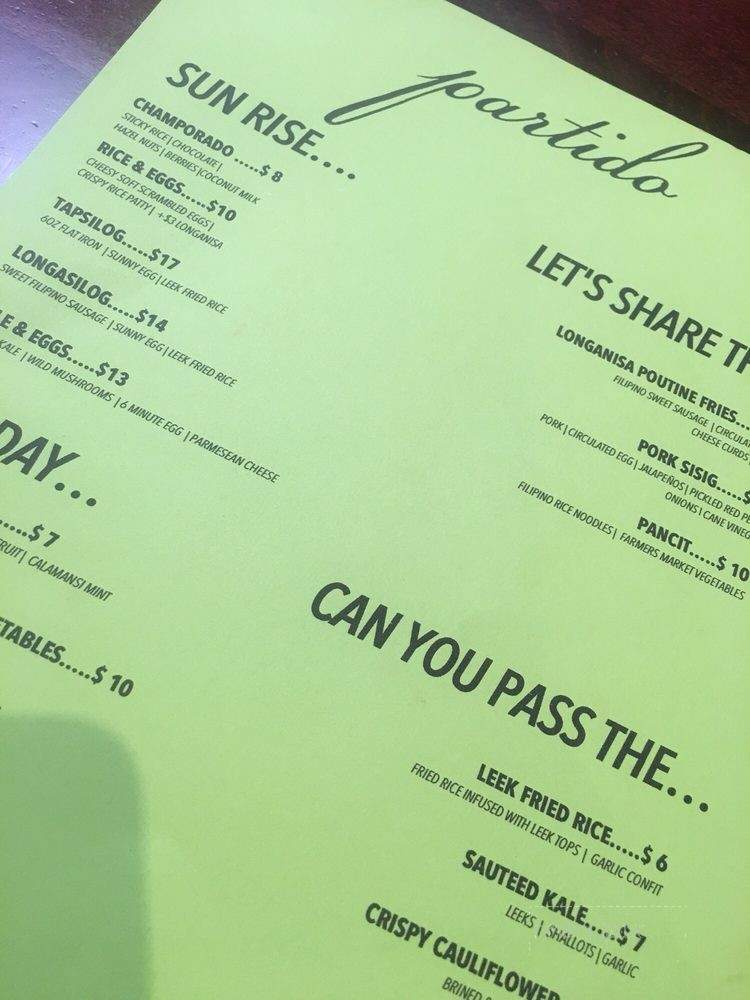 partido
SUN RISE....
CHAMPORADO .....$ 8
STICKY RICE | CHOCOLATE |
HAZEL NUTS | BERRIES | COCONUT MILK
RICE & EGGS.....$10
CHEESY SOFT SCRAMBLED EGGS |
CRISPY RICE PATTY | +$3 LONGANISA
TAPSILOG.....$17
6OZ FLAT IRON | SUNNY EGG | LEEK FRIED RICE
LONGASILOG.....$14
SWEET FILIPINO SAUSAGE | SUNNY EGG | LEEK FRIED RICE
LE & EGGS.....$13
KALE | WILD MUSHROOMS | 6 MINUTE EGG | PARMESEAN CHEESE
DAY...
.....$ 7
FRUIT | CALAMANSI MINT
TABLES.....$ 10
LET'S SHARE
LONGANISA POUTINE FRIES...
FILIPINO SWEET SAUSAGE |
CHEESE CURDS
PORK SISIG.....$
PORK | CIRCULATED EGG | JALAPEÑOS | PICKLED RED
ONIONS | CANE
PANCIT.....$ 10
FILIPINO RICE NOODLES | FARMERS MARKET VEGETABLES
CAN YOU PASS THE...
LEEK FRIED RICE.....$ 6
FRIED RICE INFUSED WITH LEEK TOPS | GARLIC CONFIT
SAUTEED KALE.....$ 7
LEEKS | SHALLOTS | GARLIC
CRISPY CAULIFLOWER
BRINED